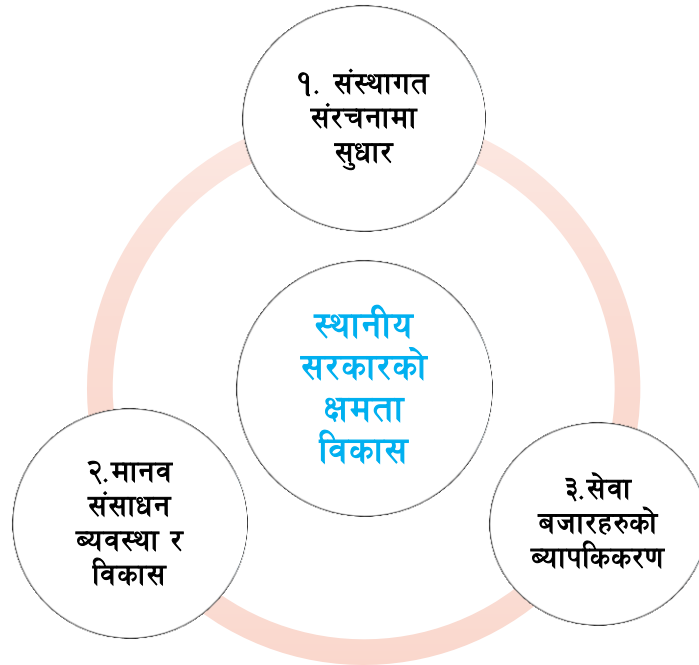 १. संस्थागत
संरचनामा
सुधार
स्थानीय
सरकारको
क्षमता
विकास
२.मानव
संसाधन
ब्यवस्था र
विकास
३.सेवा
बजारहरुको
ब्यापकिकरण